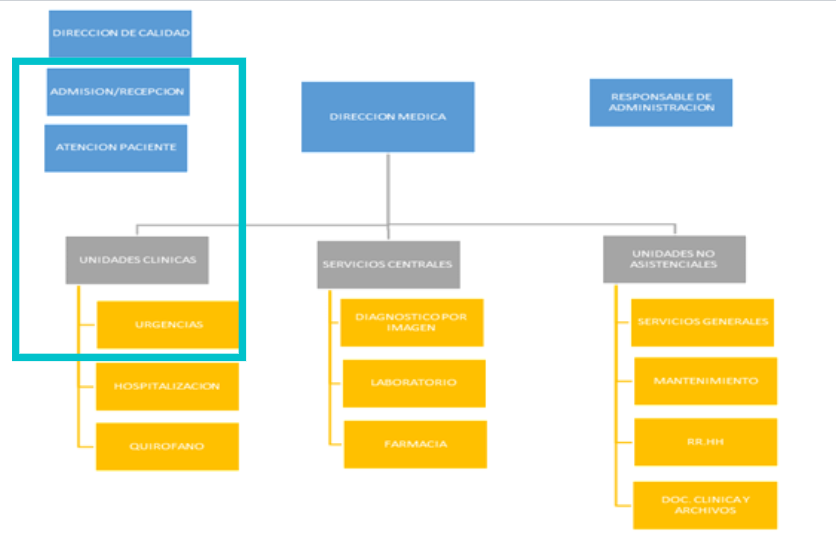 DIRECCION DE CALIDAD
ADMISION/RECEPCION
ATENCION PACIENTE
DIRECCION MEDICA
RESPONSABLE DE
ADMINISTRACION
UNIDADES CLINICAS
URGENCIAS
HOSPITALIZACION
QUIROFANO
SERVICIOS CENTRALES
DIAGNOSTICO POR
IMAGEN
LABORATORIO
FARMACIA
UNIDADES NO
ASISTENCIALES
SERVICIOS GENERALES
MANTENIMIENTO
RR.HH
DOC. CLINICA Y
ARCHIVOS